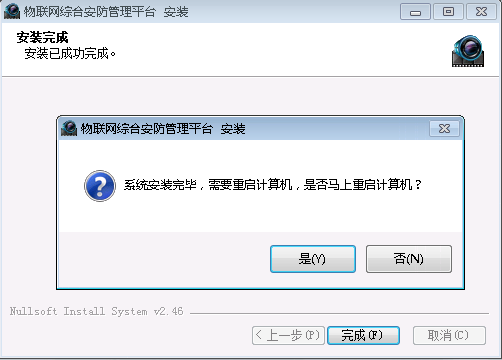 物联网综合安防管理平台 安装
安装完成
安装已成功完成。
物联网综合安防管理平台 安装
系统安装完毕，需要重启计算机，是否马上重启计算机？
是(Y)
否(N)
Nullsoft Install System v2.46
< 上一步(P)
完成(F)
取消(C)